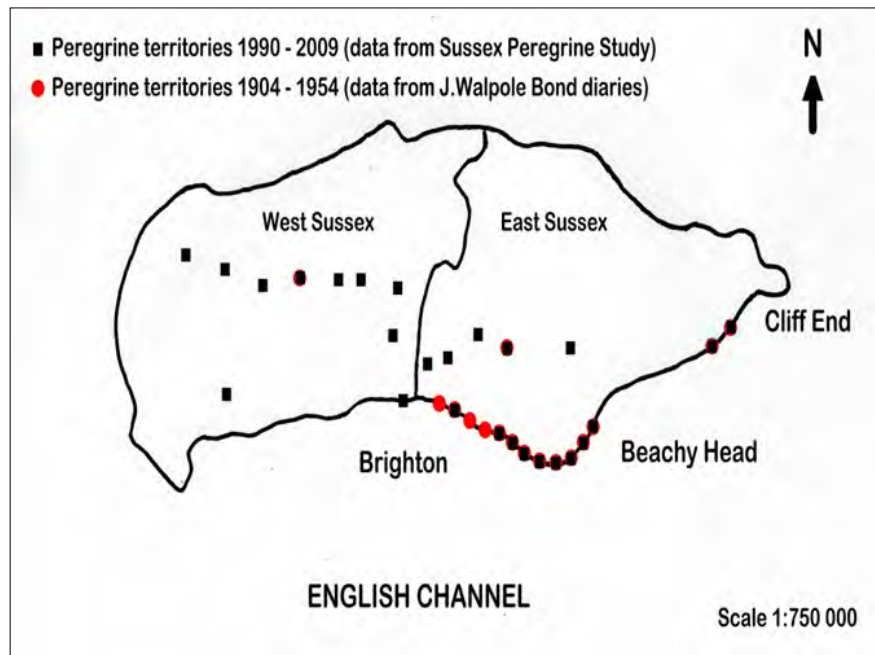 Peregrine territories 1990 - 2009 (data from Sussex Peregrine Study)
Peregrine territories 1904 - 1954 (data from J.Walpole Bond diaries)
N
West Sussex
East Sussex
Cliff End
Beachy Head
Brighton
ENGLISH CHANNEL
Scale 1:750 000